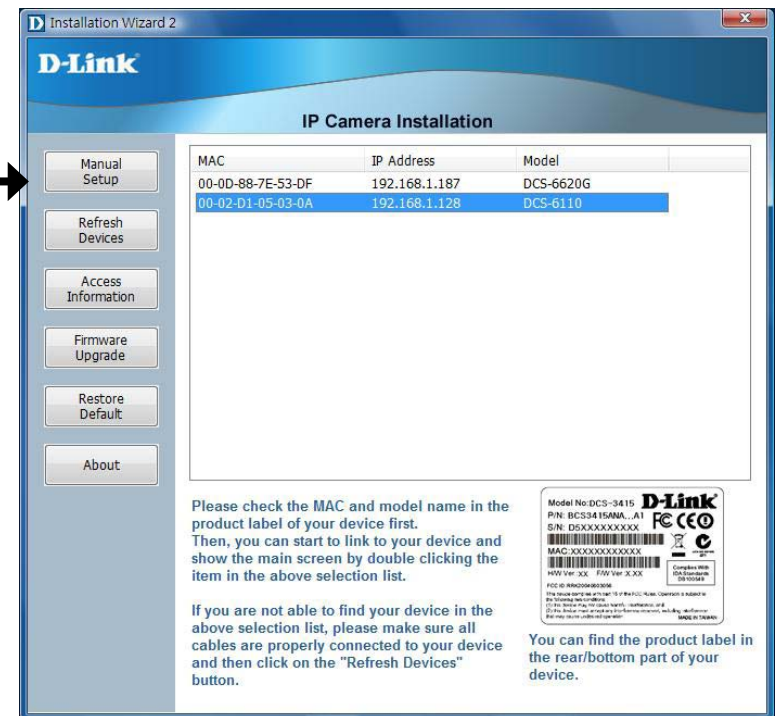 Installation Wizard 2
D-Link
IP Camera Installation
Manual
Setup
Refresh
Devices
Access
Information
Firmware
Upgrade
Restore
Default
About
MAC IP Address Model
00-0D-88-7E-53-DF 192.168.1.187 DCS-6620G
00-02-D1-05-03-0A 192.168.1.128 DCS-6110
Please check the MAC and model name in the
product label of your device first.
Then, you can start to link to your device and
show the main screen by double clicking the
item in the above selection list.
If you are not able to find your device in the
above selection list, please make sure all
cables are properly connected to your device
and then click on the "Refresh Devices"
button.
Model No:DCS-3415 D-Link
P/N: BCS3415ANA...A1 FC CE
S/N: D5XXXXXXXXX
MAC:XXXXXXXXXXXX
H/W Ver.:XX F/W Ver:X.XX
Complies With
IDA Standards
MADE IN TAIWAN
You can find the product label in
the rear/bottom part of your
device.